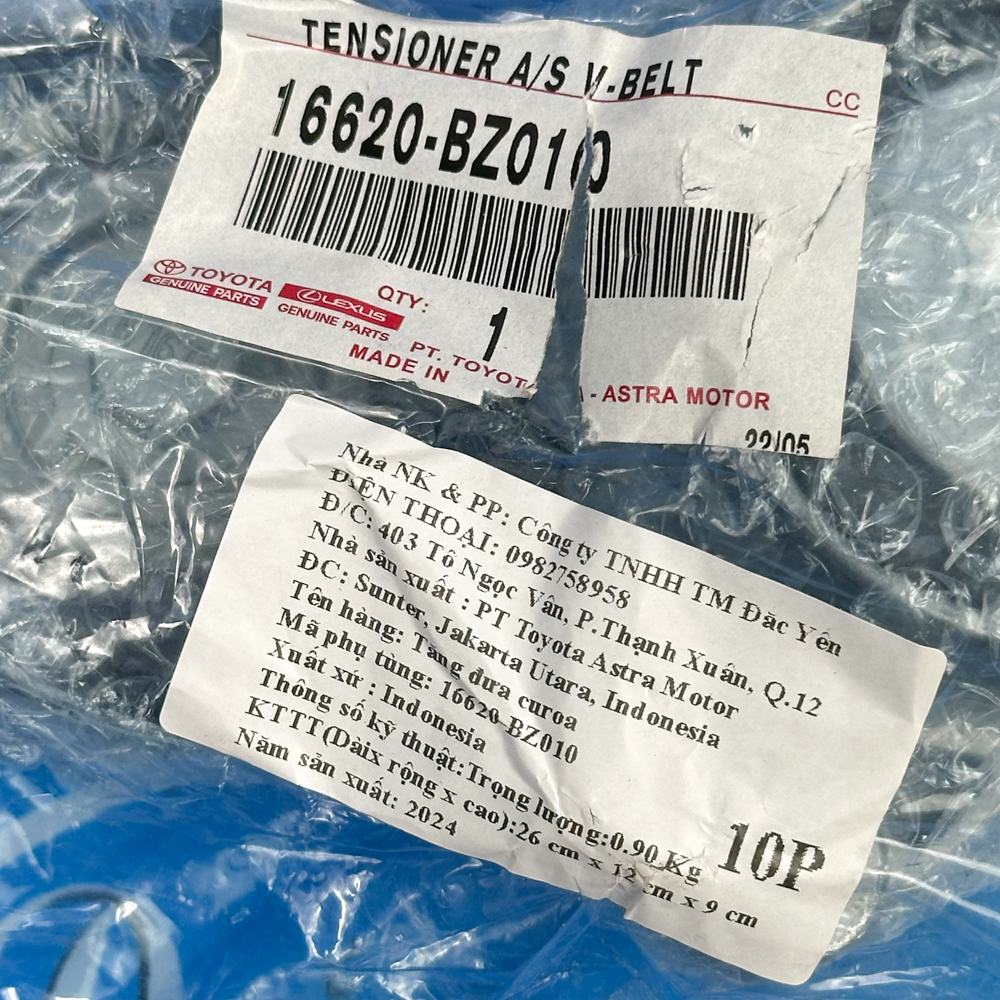 TENSIONER A/S V-BELT
CC
16620-BZ010
TOYOTA
GENUINE PARTS
LEXUS
GENUINE PARTS
QTY:
1
PT. TOYOT
A - ASTRA MOTOR
MADE IN
22/05
Nhà NK & PP: Công ty TNHH TM Đăc Yến
ĐIỆN THOẠI: 0982758958
Đ/C: 403 Tô Ngọc Vân, P.Thạnh Xuân, Q.12
Nhà sản xuất : PT Toyota Astra Motor
ĐC: Sunter, Jakarta Utara, Indonesia
Tên hàng: Tăng đưa curoa
Mã phụ tùng: 16620-BZ010
Xuất xứ : Indonesia
Thông số kỹ thuật:Trọng lượng:0.90 Kg
KTTT(Dàix rộng x cao):26 cm x 12 cm x 9 cm
Năm sản xuất: 2024
10P